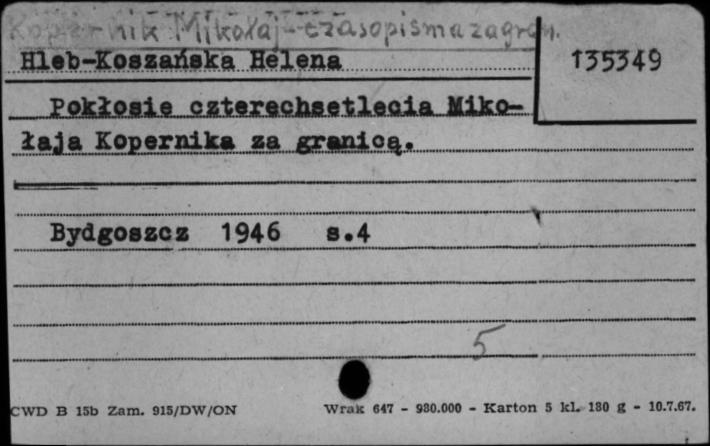 Kopernik Mikołaj - czasopisma zagran.
Hleb-Koszańska Helena
135349
Pokłosie czterechsetlecia Miko-
łaja Kopernika za granicą.
Bydgoszcz 1946 s.4
5
CWD B 15b Zam. 915/DW/ON Wrak 647 - 980.000 - Karton 5 kl. 180 g - 10.7.67.